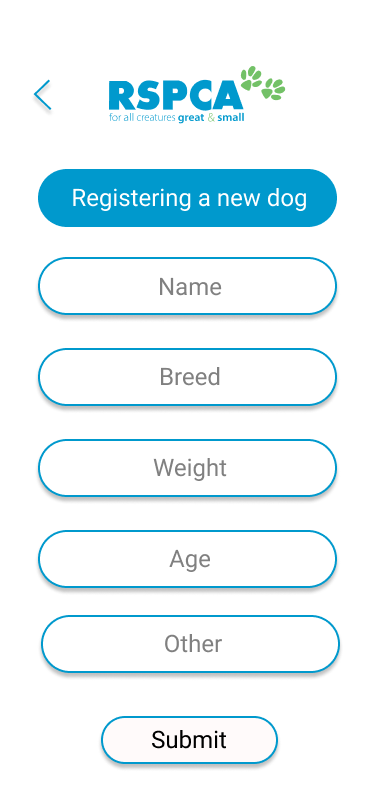 RSPCA
for all creatures great & small
Registering a new dog
Name
Breed
Weight
Age
Other
Submit